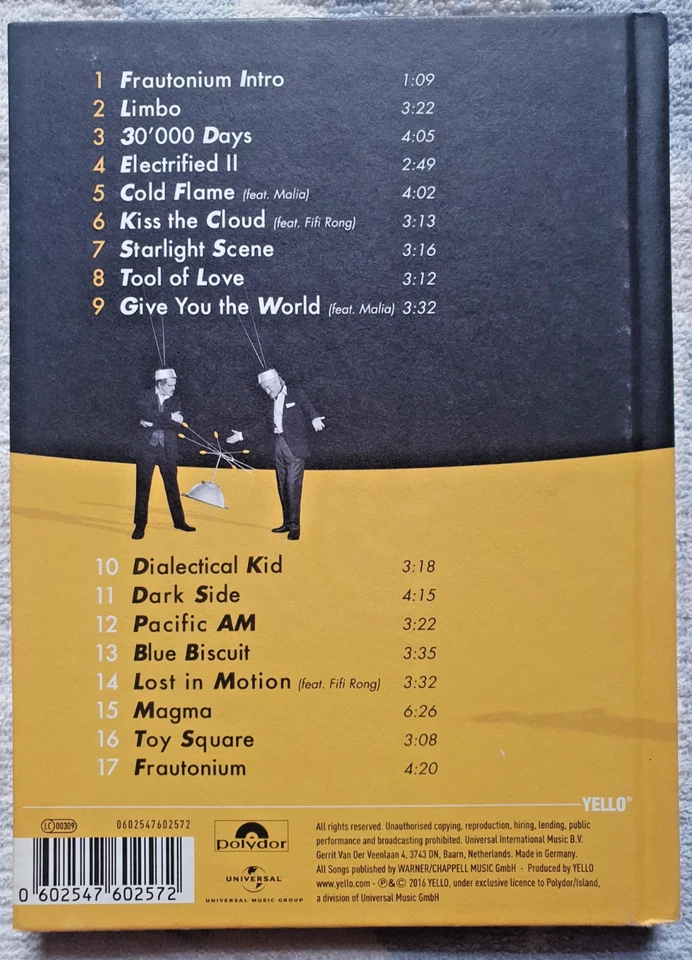 1 Frautonium Intro 1:09
2 Limbo 3:22
3 30'000 Days 4:05
4 Electrified II 2:49
5 Cold Flame (feat. Malia) 4:02
6 Kiss the Cloud (feat. Fifi Rong) 3:13
7 Starlight Scene 3:16
8 Tool of Love 3:12
9 Give You the World (feat. Malia) 3:32
10 Dialectical Kid 3:18
11 Dark Side 4:15
12 Pacific AM 3:22
13 Blue Biscuit 3:35
14 Lost in Motion (feat. Fifi Rong) 3:32
15 Magma 6:26
16 Toy Square 3:08
17 Frautonium 4:20
YELLO®
LC 00309 0602547602572
0 602547 602572
polydor
UNIVERSAL
UNIVERSAL MUSIC GROUP
All rights reserved. Unauthorised copying, reproduction, hiring, lending, public
performance and broadcasting prohibited. Universal International Music B.V.
Gerrit Van Der Veenlaan 4, 3743 DN, Baarn, Netherlands. Made in Germany.
All Songs published by WARNER/CHAPPELL MUSIC GmbH · Produced by YELLO
www.yello.com · ℗&© 2016 YELLO, under exclusive licence to Polydor/Island,
a division of Universal Music GmbH